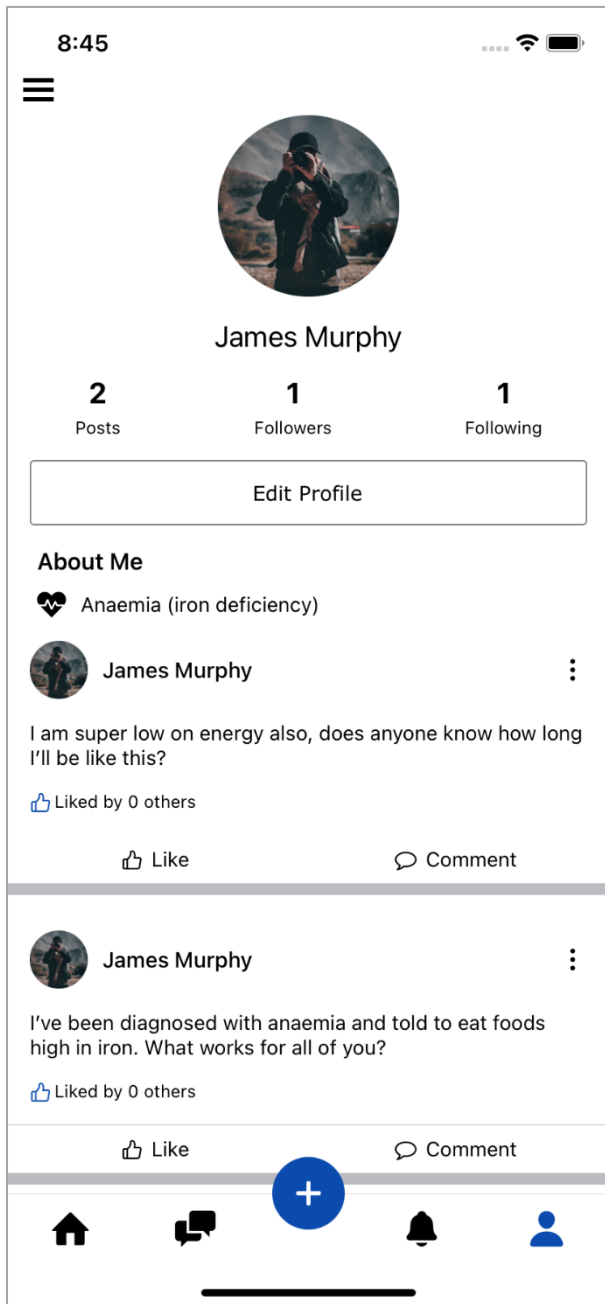 8:45
James Murphy
2 1 1
Posts Followers Following
Edit Profile
About Me
Anaemia (iron deficiency)
James Murphy
I am super low on energy also, does anyone know how long
I'll be like this?
Liked by 0 others
Like Comment
James Murphy
I've been diagnosed with anaemia and told to eat foods
high in iron. What works for all of you?
Liked by 0 others
Like Comment